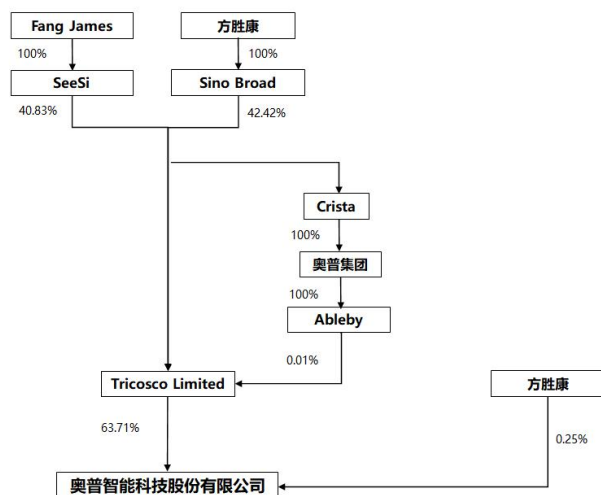 Fang James
方胜康
100%
100%
SeeSi
Sino Broad
40.83%
42.42%
Crista
100%
奥普集团
100%
Ableby
0.01%
Tricosco Limited
方胜康
63.71%
0.25%
奥普智能科技股份有限公司